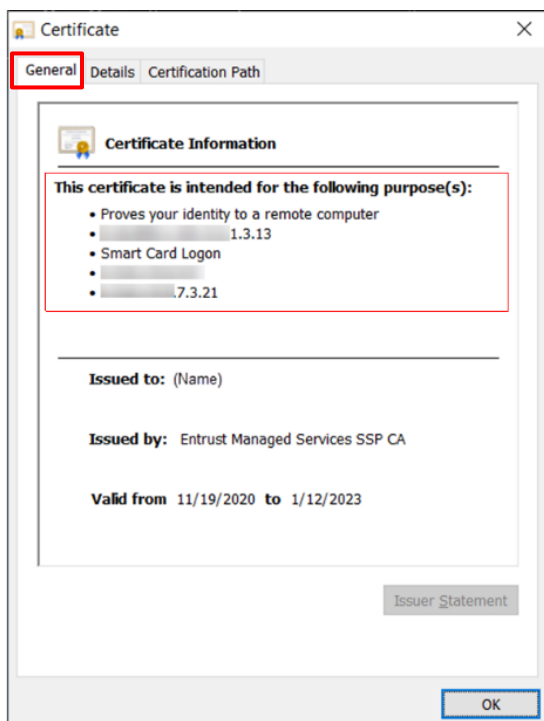 Certificate
General Details Certification Path
Certificate Information
This certificate is intended for the following purpose(s):
• Proves your identity to a remote computer
• 1.3.13
• Smart Card Logon
•
• .7.3.21
Issued to: (Name)
Issued by: Entrust Managed Services SSP CA
Valid from 11/19/2020 to 1/12/2023
Issuer Statement
OK